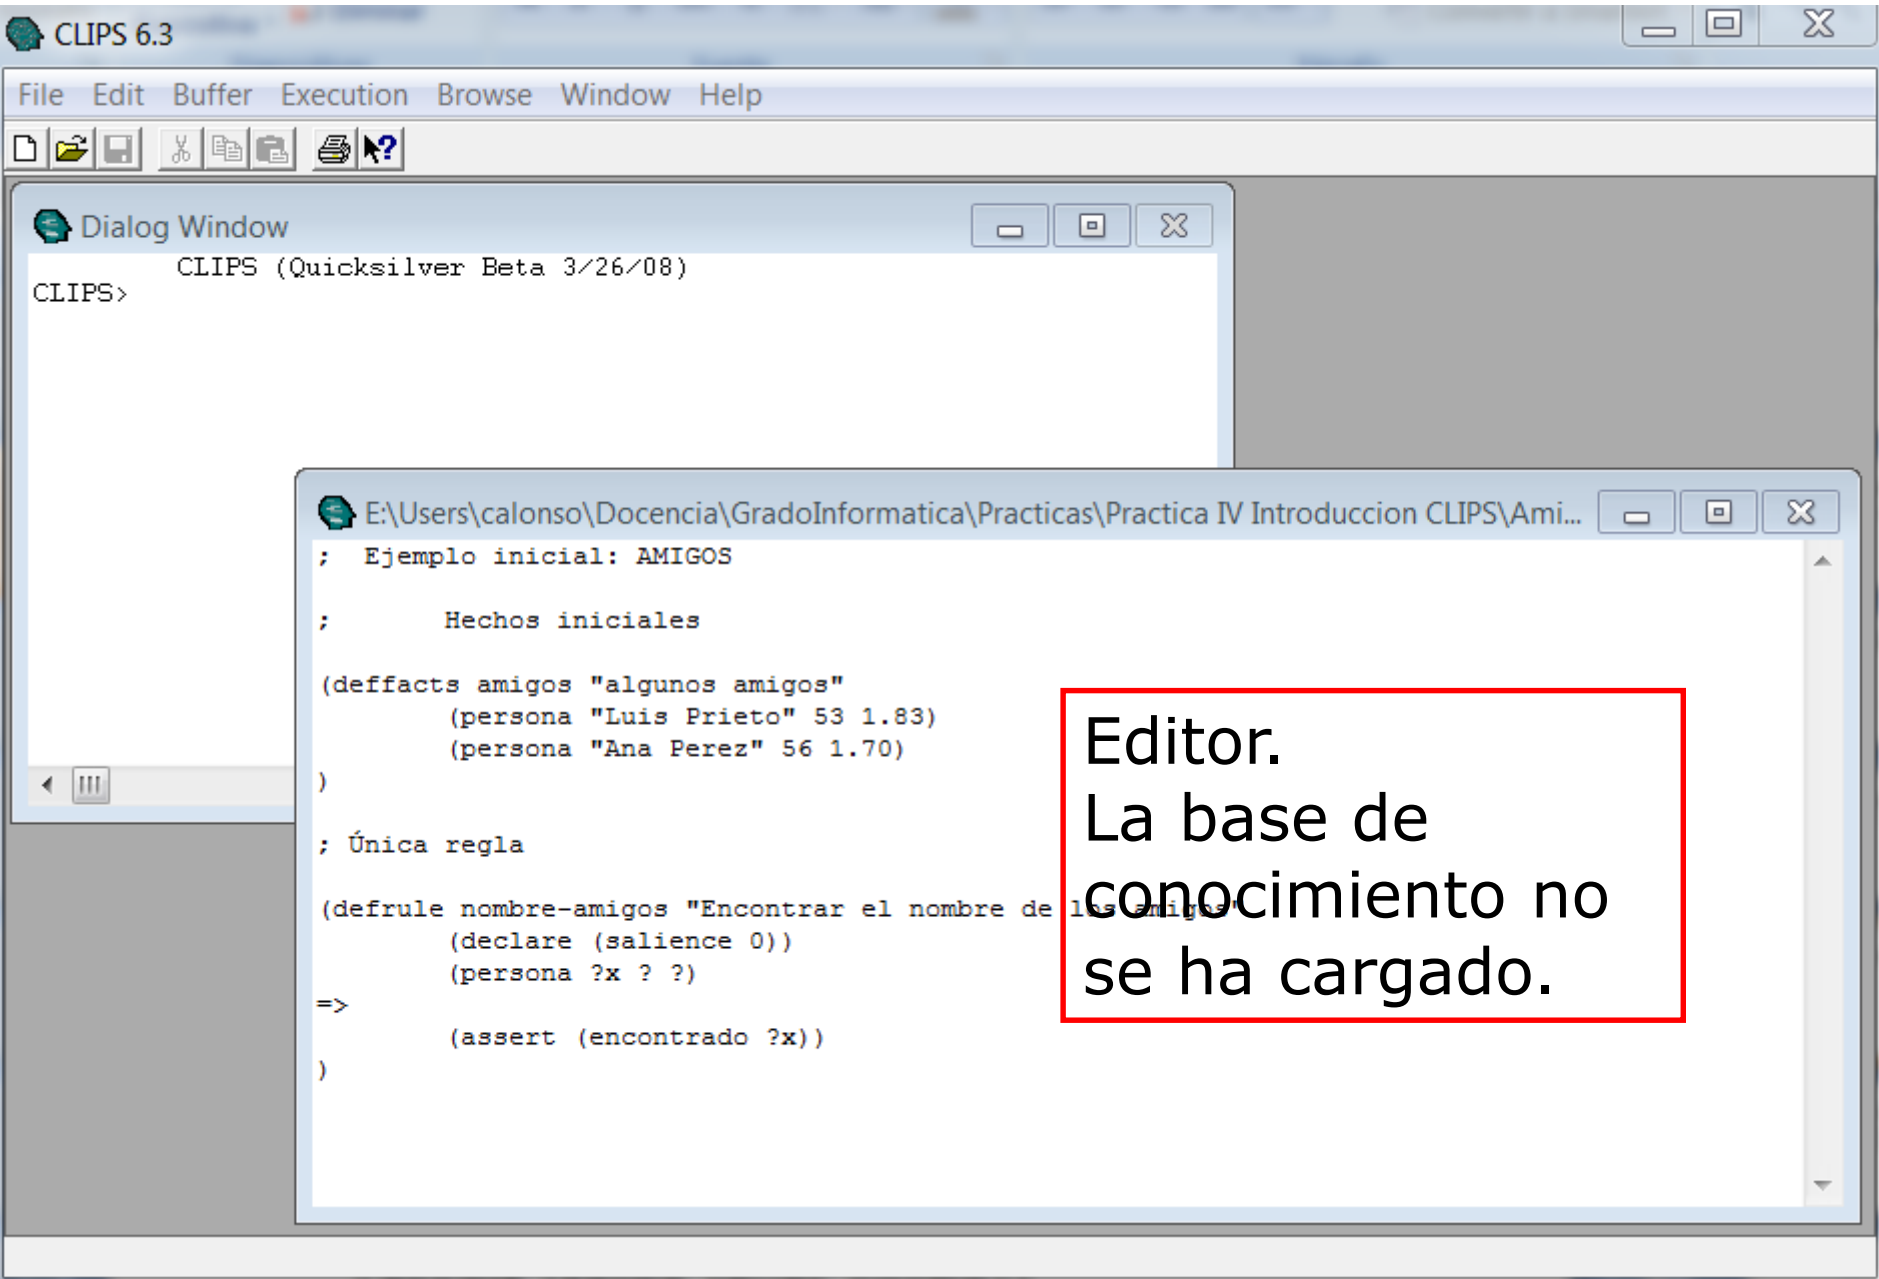 CLIPS 6.3
File Edit Buffer Execution Browse Window Help
Dialog Window
CLIPS (Quicksilver Beta 3/26/08)
CLIPS>
E:\Users\calonso\Docencia\GradoInformatica\Practicas\Practica IV Introduccion CLIPS\Ami...
; Ejemplo inicial: AMIGOS
; Hechos iniciales
(deffacts amigos "algunos amigos"
(persona "Luis Prieto" 53 1.83)
(persona "Ana Perez" 56 1.70)
)
; Única regla
(defrule nombre-amigos "Encontrar el nombre de los amigos"
(declare (salience 0))
(persona ?x ? ?)
=>
(assert (encontrado ?x))
)
Editor.
La base de
conocimiento no
se ha cargado.